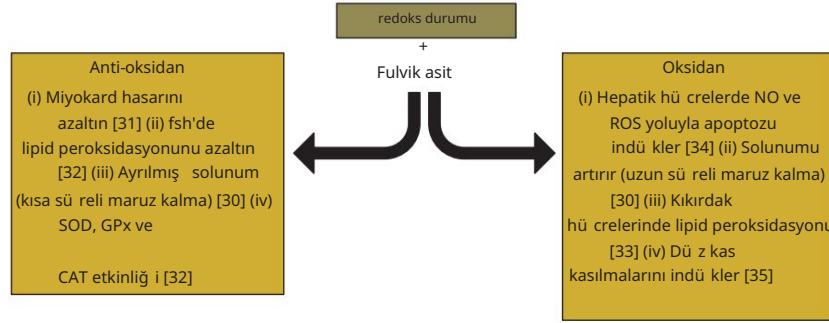 redoks durumu
+
Fulvik asit
Anti-oksidan
(i) Miyokard hasarını
azaltın [31] (ii) fsh'de
lipid peroksidasyonunu azaltın
[32] (iii) Ayrılmış solunum
(kısa sü reli maruz kalma) [30] (iv)
SOD, GPx ve
CAT etkinliğ i [32]
Oksidan
(i) Hepatik hü crelerde NO ve
ROS yoluyla apoptozu
indü kler [34] (ii) Solunumu
artırır (uzun sü reli maruz kalma)
[30] (iii) Kıkırdak
hü crelerinde lipid peroksidasyonu
[33] (iv) Dü z kas
kasılmalarını indü kler [35]